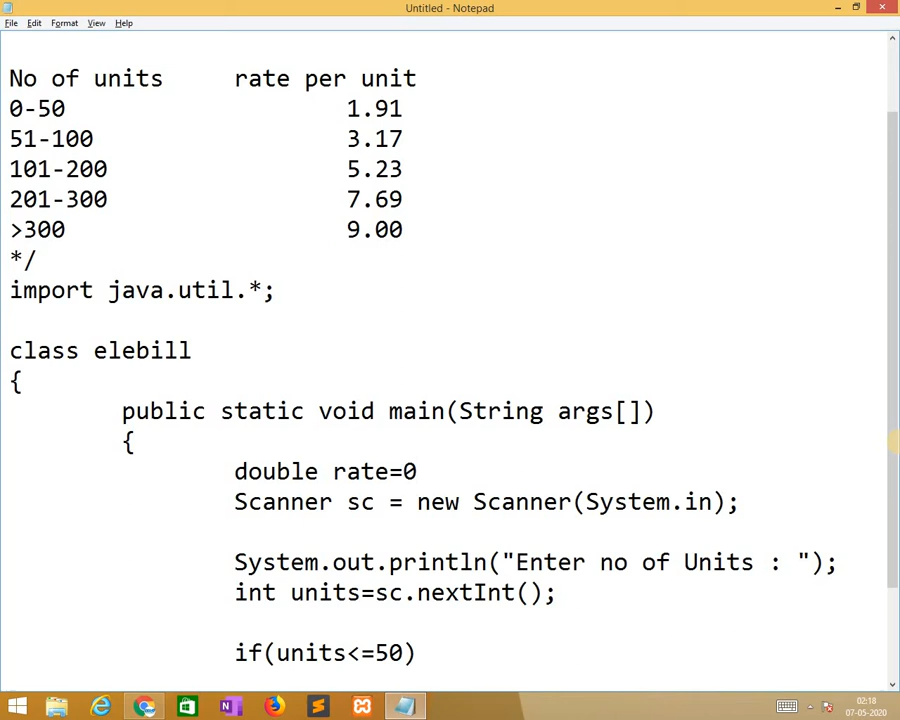 Untitled - Notepad
File Edit Format View Help
No of units rate per unit
0-50 1.91
51-100 3.17
101-200 5.23
201-300 7.69
>300 9.00
*/
import java.util.*;
class elebill
{
public static void main(String args[])
{
double rate=0
Scanner sc = new Scanner(System.in);
System.out.println("Enter no of Units : ");
int units=sc.nextInt();
if(units<=50)
02:18
07-05-2020